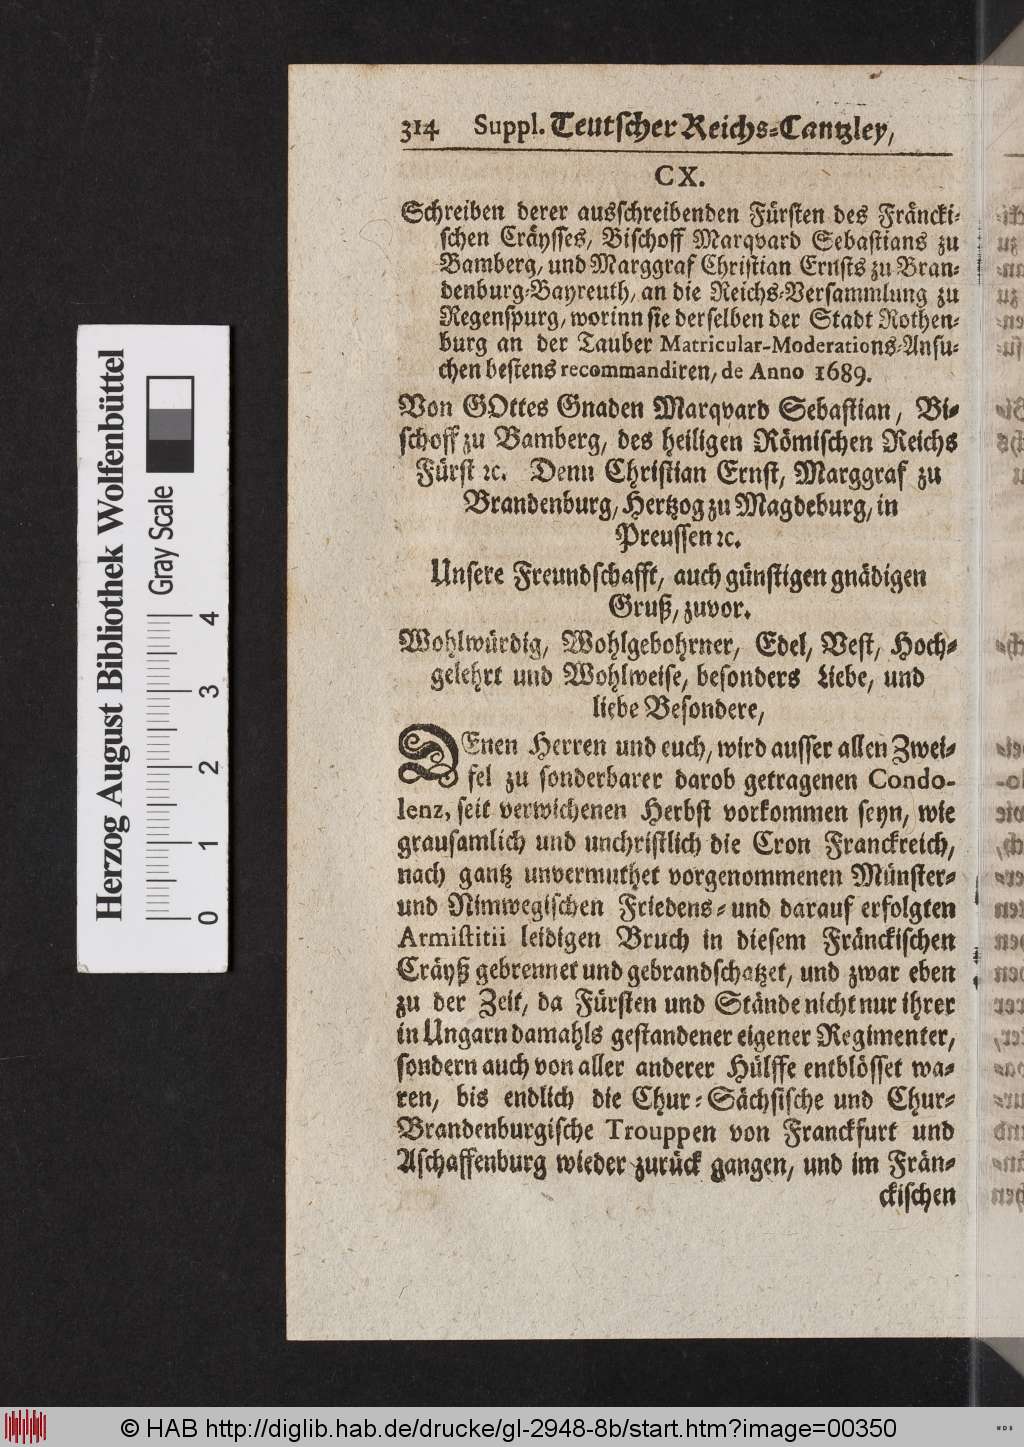 314 Suppl. Teutscher Reichs-Cantzley,
CX.
Schreiben derer ausschreibenden Fürsten des Fräncki-
schen Cräysses, Bischoff Marqvard Sebastians zu
Bamberg, und Marggraf Christian Ernsts zu Bran-
denburg-Bayreuth, an die Reichs-Versammlung zu
Regenspurg, worinn sie derselben der Stadt Rothen-
burg an der Tauber Matricular-Moderations-Ansu-
chen bestens recommandiren, de Anno 1689.
Von GOttes Gnaden Marqvard Sebastian, Bi-
schoff zu Bamberg, des heiligen Römischen Reichs
Fürst ꝛc. Denn Christian Ernst, Marggraf zu
Brandenburg, Hertzog zu Magdeburg, in
Preussen ꝛc.
Unsere Freundschafft, auch günstigen gnädigen
Gruß, zuvor.
Wohlwürdig, Wohlgebohrner, Edel, Vest, Hoch-
gelehrt und Wohlweise, besonders Liebe, und
liebe Besondere,
DEnen Herren und euch, wird ausser allen Zwei-
fel zu sonderbarer darob getragenen Condo-
lenz, seit verwichenen Herbst vorkommen seyn, wie
grausamlich und unchristlich die Cron Franckreich,
nach gantz unvermuthet vorgenommenen Münster-
und Nimwegischen Friedens- und darauf erfolgten
Armistitii leidigen Bruch in diesem Fränckischen
Cräyß gebrennet und gebrandschatzet, und zwar eben
zu der Zeit, da Fürsten und Stände nicht nur ihrer
in Ungarn damahls gestandener eigener Regimenter,
sondern auch von aller anderer Hülffe entblösset wa-
ren, bis endlich die Chur-Sächsische und Chur-
Brandenburgische Trouppen von Franckfurt und
Aschaffenburg wieder zurück gangen, und im Frän-
ckischen
Herzog August Bibliothek Wolfenbüttel
Gray Scale
0 1 2 3 4
© HAB http://diglib.hab.de/drucke/gl-2948-8b/start.htm?image=00350